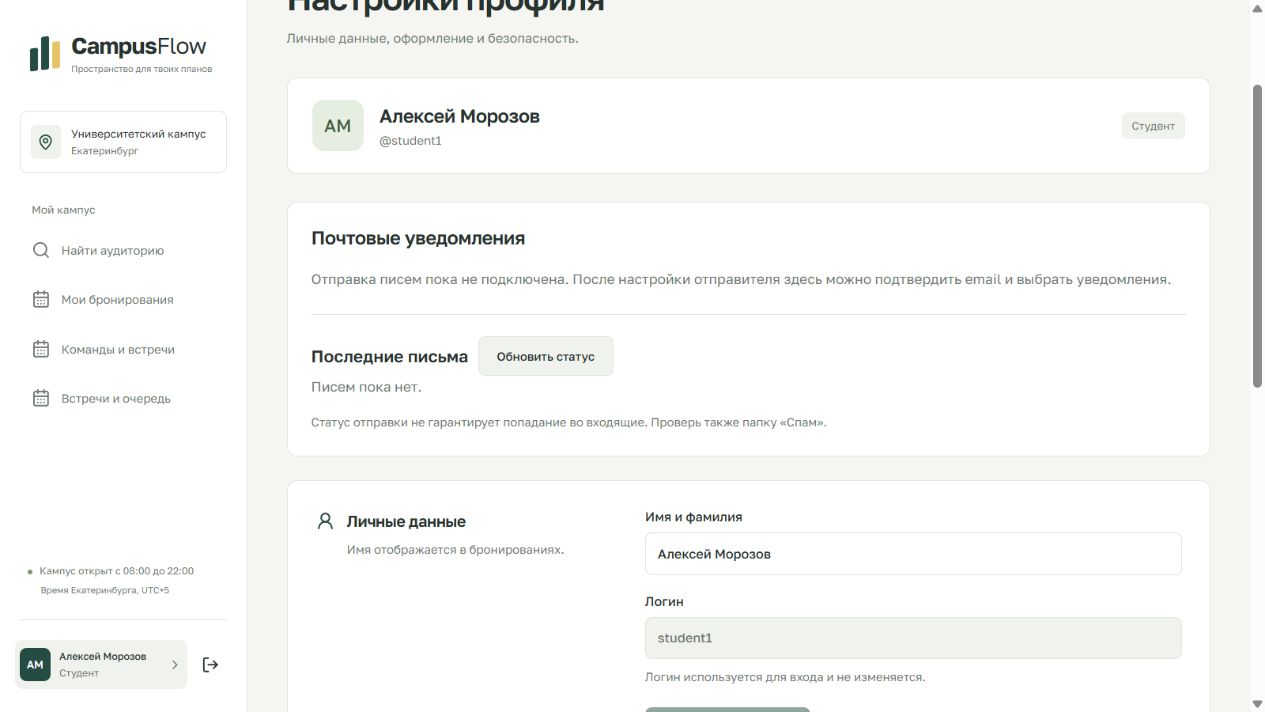 CampusFlow
Пространство для твоих планов
Университетский кампус
Екатеринбург
Мой кампус
Найти аудиторию
Мои бронирования
Команды и встречи
Встречи и очередь
Кампус открыт с 08:00 до 22:00
Время Екатеринбурга, UTC+5
АМ
Алексей Морозов
Студент
Настройки профиля
Личные данные, оформление и безопасность.
АМ
Алексей Морозов
@student1
Студент
Почтовые уведомления
Отправка писем пока не подключена. После настройки отправителя здесь можно подтвердить email и выбрать уведомления.
Последние письма
Обновить статус
Писем пока нет.
Статус отправки не гарантирует попадание во входящие. Проверь также папку «Спам».
Личные данные
Имя отображается в бронированиях.
Имя и фамилия
Алексей Морозов
Логин
student1
Логин используется для входа и не изменяется.